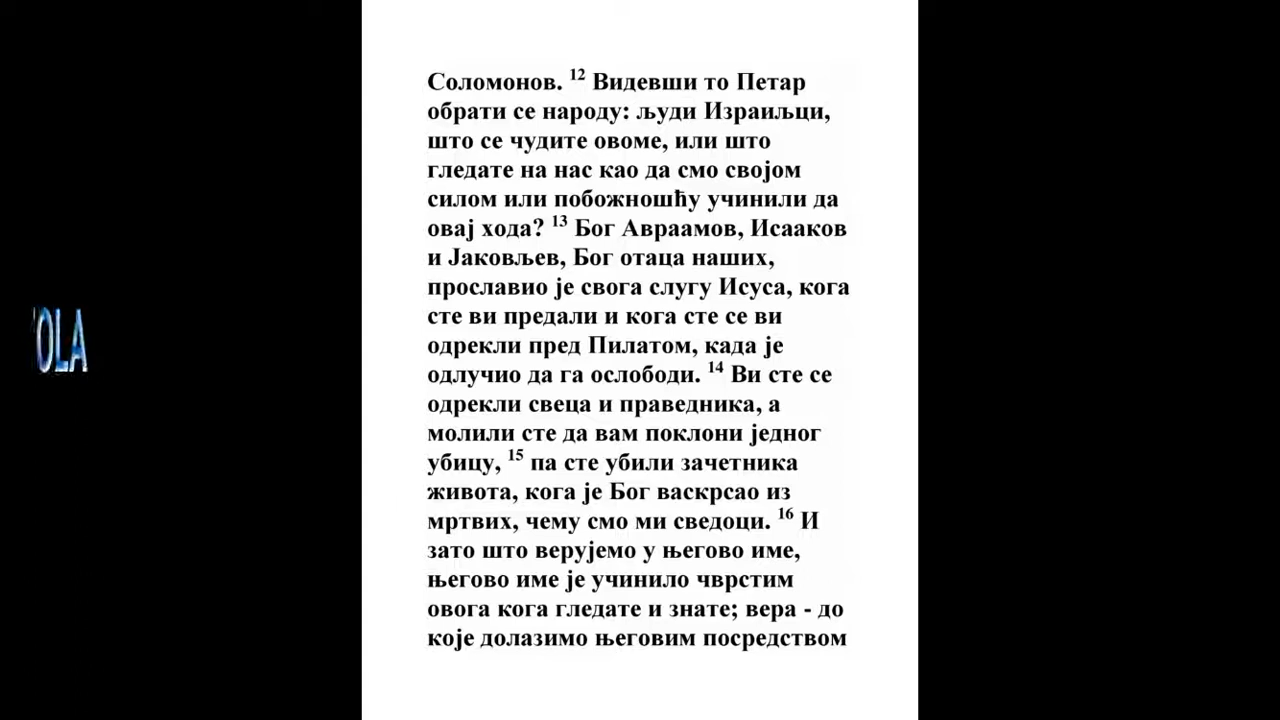 Соломонов. 12 Видевши то Петар
обрати се народу: људи Израиљци,
што се чудите овоме, или што
гледате на нас као да смо својом
силом или побожношћу учинили да
овај хода? 13 Бог Авраамов, Исааков
и Јаковљев, Бог отаца наших,
прославио је свога слугу Исуса, кога
сте ви предали и кога сте се ви
одрекли пред Пилатом, када је
одлучио да га ослободи. 14 Ви сте се
одрекли свеца и праведника, а
молили сте да вам поклони једног
убицу, 15 па сте убили зачетника
живота, кога је Бог васкрсао из
мртвих, чему смо ми сведоци. 16 И
зато што верујемо у његово име,
његово име је учинило чврстим
овога кога гледате и знате; вера - до
које долазимо његовим посредством
OLA